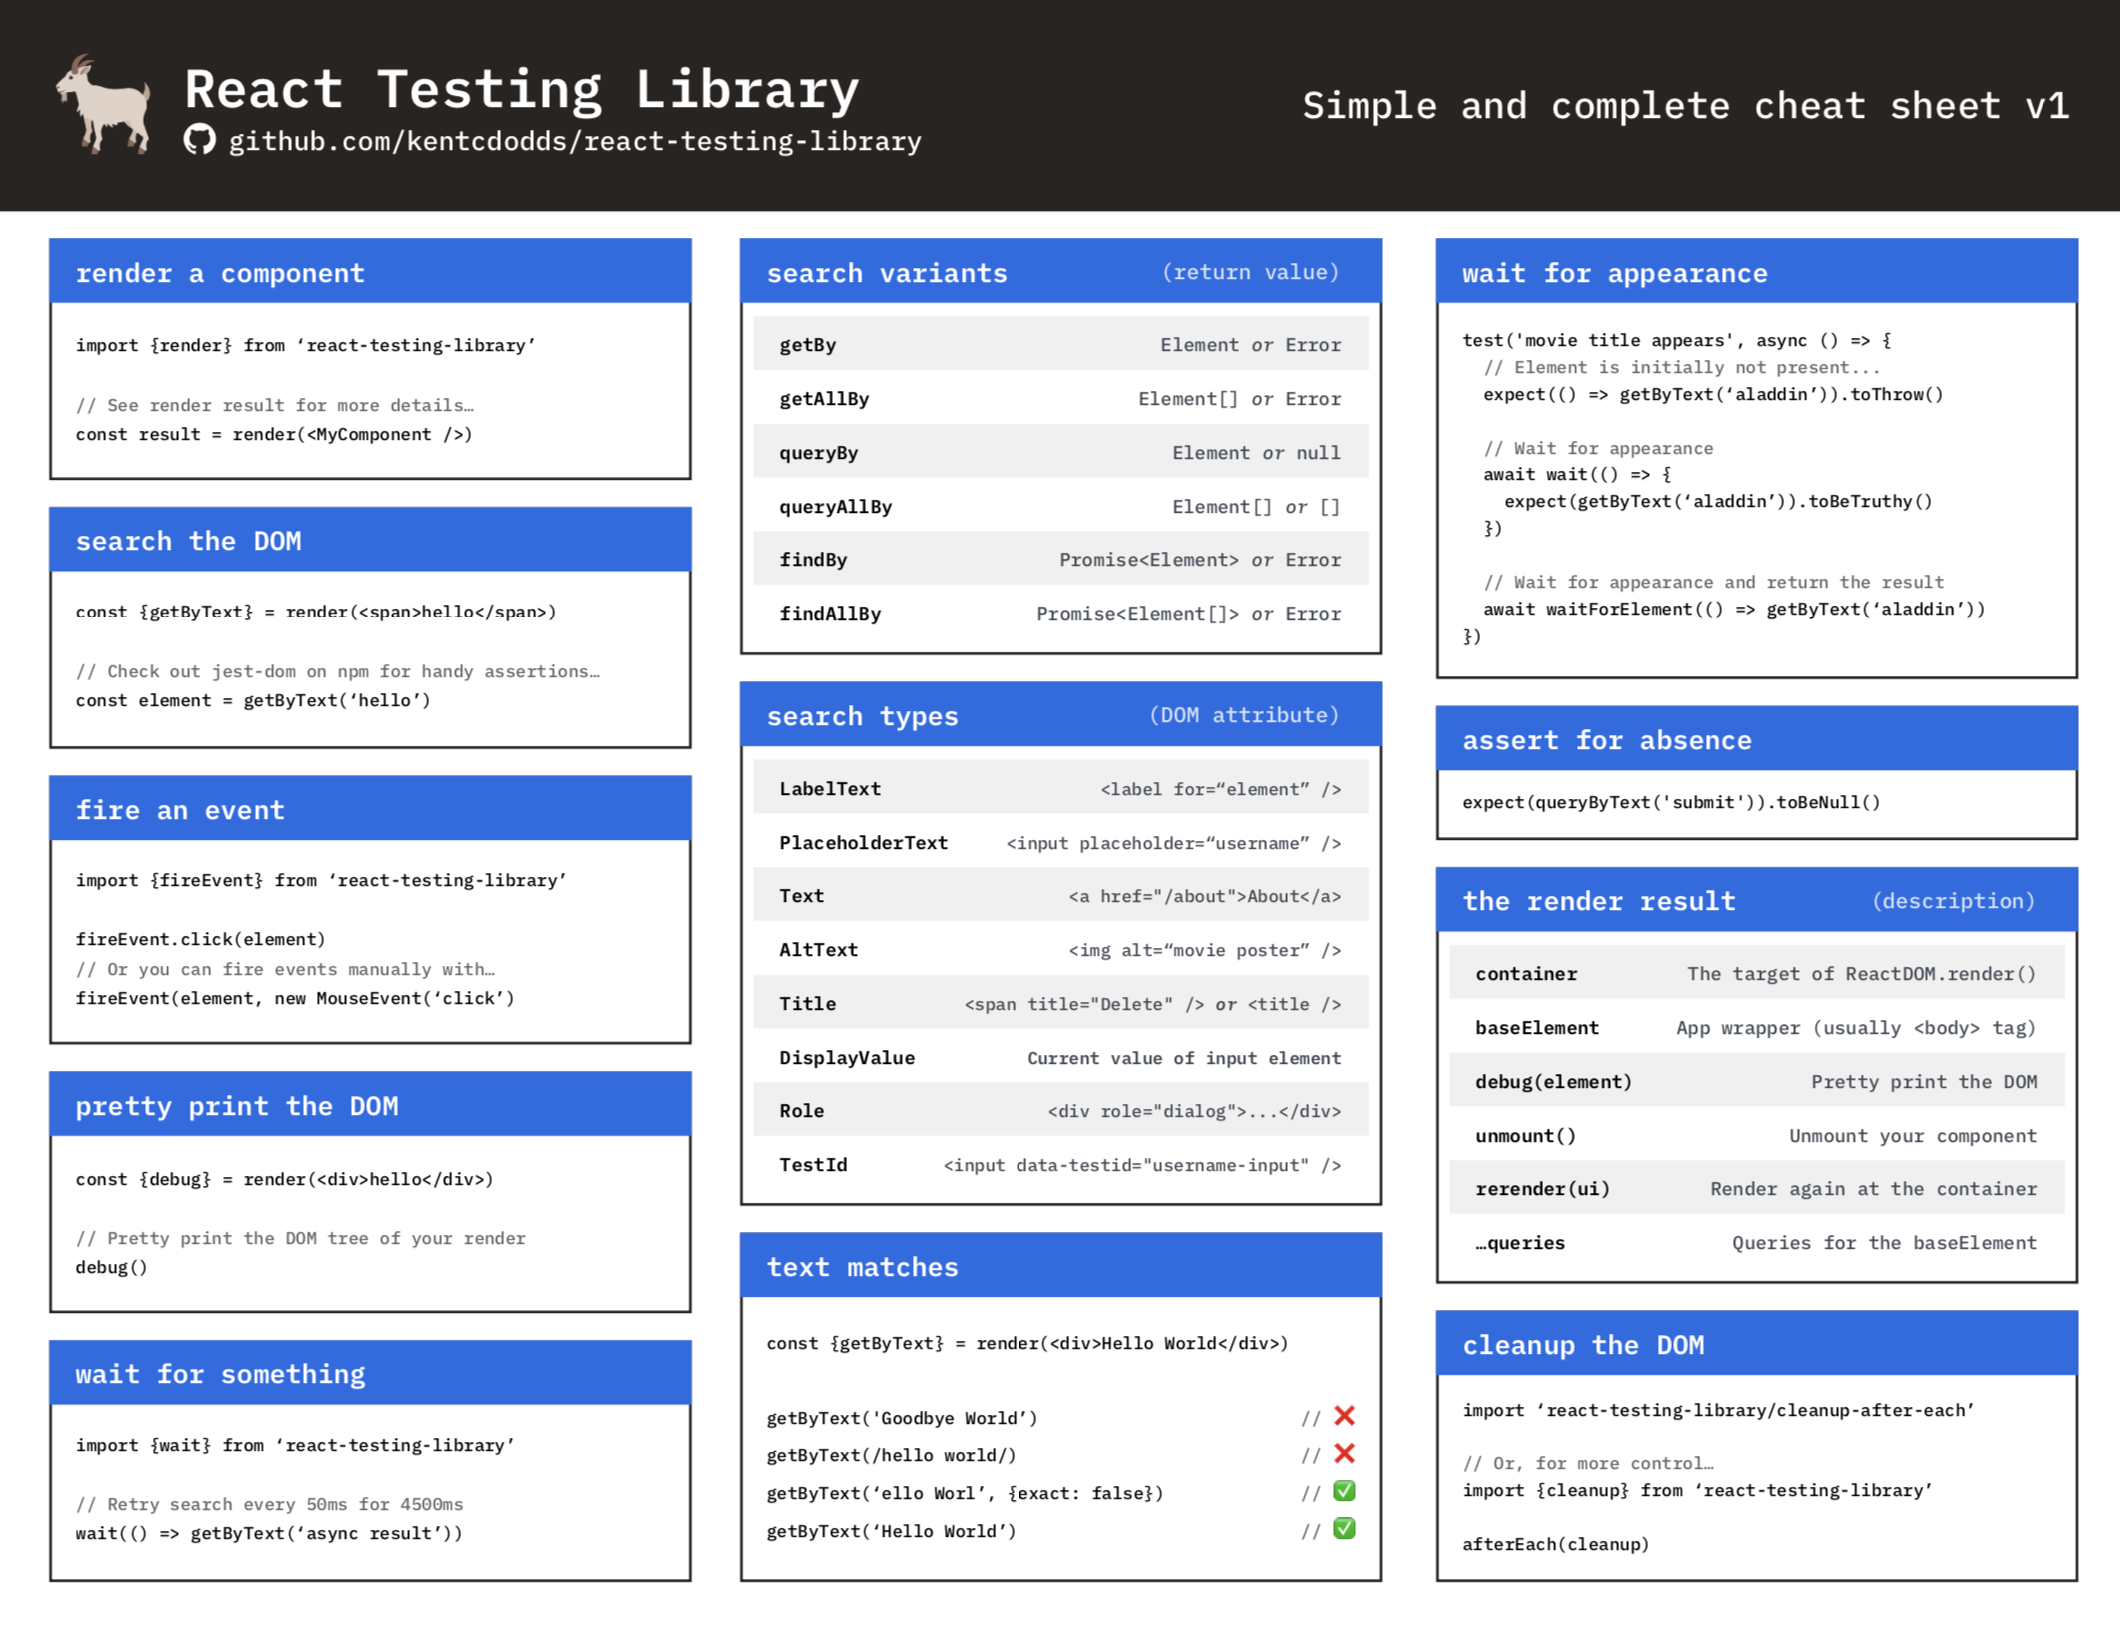 React Testing Library
github.com/kentcdodds/react-testing-library
Simple and complete cheat sheet v1
render a component
import {render} from ‘react-testing-library’
// See render result for more details…
const result = render(<MyComponent />)
search the DOM
const {getByText} = render(<span>hello</span>)
// Check out jest-dom on npm for handy assertions…
const element = getByText(‘hello’)
fire an event
import {fireEvent} from ‘react-testing-library’
fireEvent.click(element)
// Or you can fire events manually with…
fireEvent(element, new MouseEvent(‘click’)
pretty print the DOM
const {debug} = render(<div>hello</div>)
// Pretty print the DOM tree of your render
debug()
wait for something
import {wait} from ‘react-testing-library’
// Retry search every 50ms for 4500ms
wait(() => getByText(‘async result’))
search variants (return value)
getBy Element or Error
getAllBy Element[] or Error
queryBy Element or null
queryAllBy Element[] or []
findBy Promise<Element> or Error
findAllBy Promise<Element[]> or Error
search types (DOM attribute)
LabelText <label for=“element” />
PlaceholderText <input placeholder=“username” />
Text <a href="/about">About</a>
AltText <img alt=“movie poster” />
Title <span title="Delete" /> or <title />
DisplayValue Current value of input element
Role <div role="dialog">...</div>
TestId <input data-testid="username-input" />
text matches
const {getByText} = render(<div>Hello World</div>)
getByText('Goodbye World’) // ❌
getByText(/hello world/) // ❌
getByText(‘ello Worl’, {exact: false}) // ✅
getByText(‘Hello World’) // ✅
wait for appearance
test('movie title appears', async () => {
// Element is initially not present...
expect(() => getByText(‘aladdin’)).toThrow()
// Wait for appearance
await wait(() => {
expect(getByText(‘aladdin’)).toBeTruthy()
})
// Wait for appearance and return the result
await waitForElement(() => getByText(‘aladdin’))
})
assert for absence
expect(queryByText('submit')).toBeNull()
the render result (description)
container The target of ReactDOM.render()
baseElement App wrapper (usually <body> tag)
debug(element) Pretty print the DOM
unmount() Unmount your component
rerender(ui) Render again at the container
…queries Queries for the baseElement
cleanup the DOM
import ‘react-testing-library/cleanup-after-each’
// Or, for more control…
import {cleanup} from ‘react-testing-library’
afterEach(cleanup)